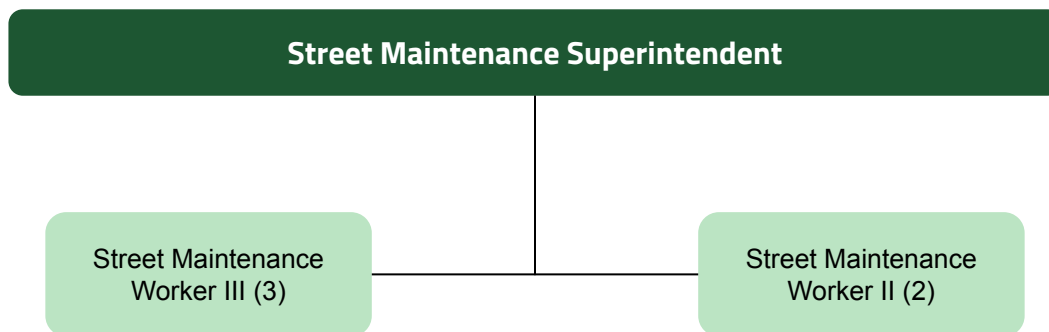 Street Maintenance Superintendent
Street Maintenance
Worker III (3)
Street Maintenance
Worker II (2)